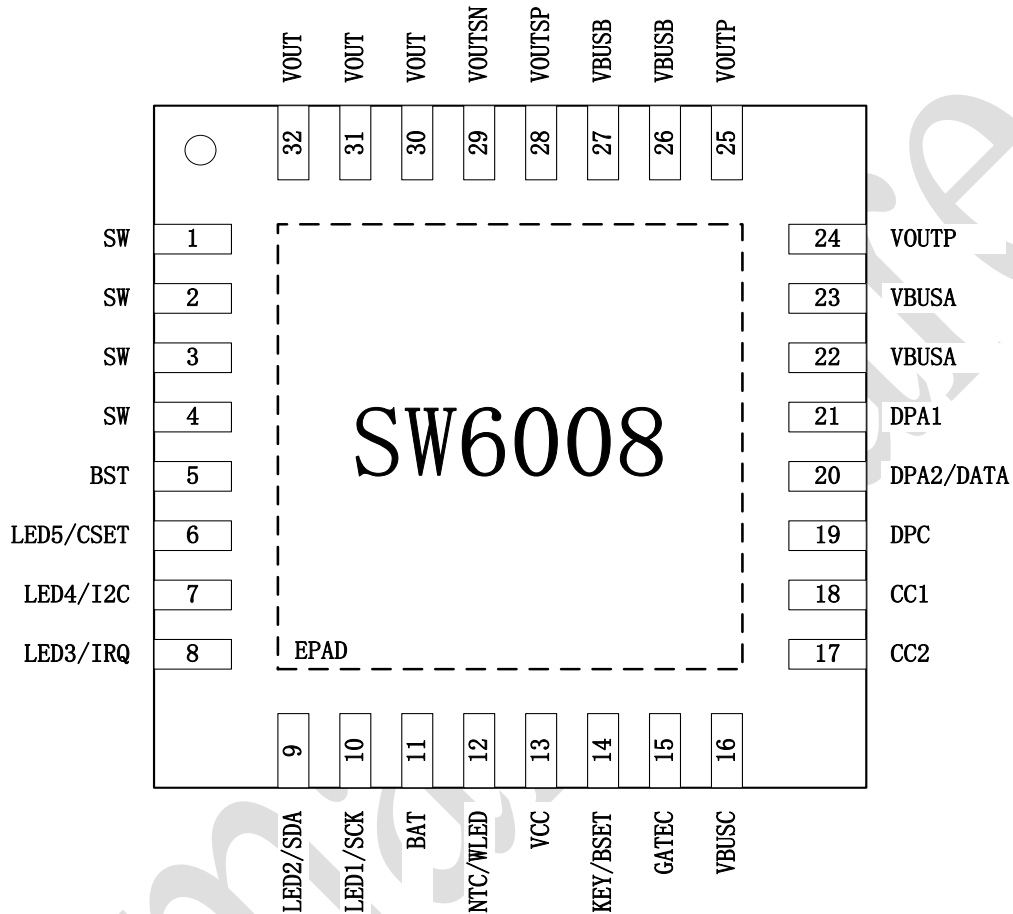 VOUT VOUT VOUT VOUTSN VOUTSP VBUSB VBUSB VOUTP
32 31 30 29 28 27 26 25
SW 1 24 VOUTP
SW 2 23 VBUSA
SW 3 22 VBUSA
SW 4 21 DPA1
SW6008
BST 5 20 DPA2/DATA
LED5/CSET 6 19 DPC
LED4/I2C 7 18 CC1
LED3/IRQ 8 17 CC2
EPAD
9 10 11 12 13 14 15 16
LED2/SDA LED1/SCK BAT NTC/WLED VCC KEY/BSET GATEC VBUSC